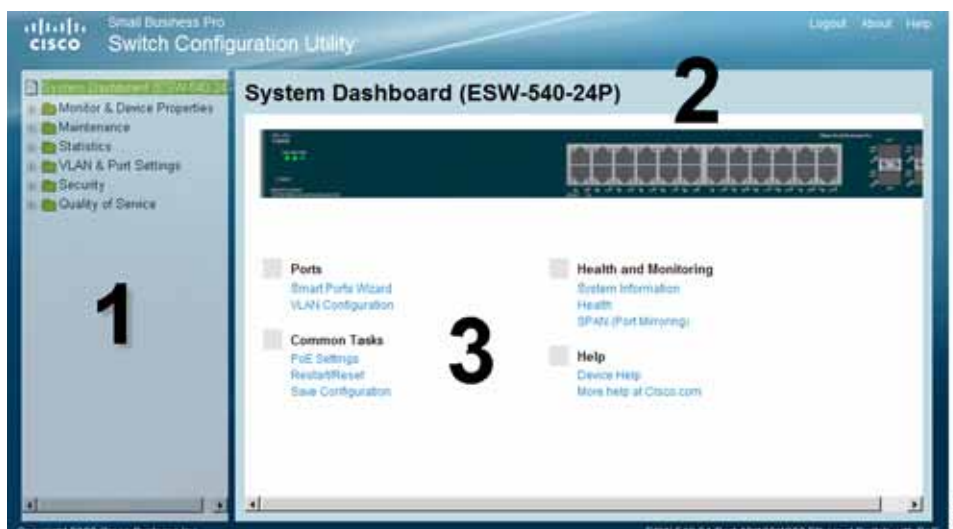 Small Business Pro
cisco Switch Configuration Utility
Logout About Help
System Dashboard (ESW-540-24P)
Monitor & Device Properties
Maintenance
Statistics
VLAN & Port Settings
Security
Quality of Service
1
System Dashboard (ESW-540-24P)
2
Ports
Smart Ports Wizard
VLAN Configuration
Common Tasks
PoE Settings
Restart/Reset
Save Configuration
3
Health and Monitoring
System Information
Health
SPAN (Port Mirroring)
Help
Device Help
More help at Cisco.com